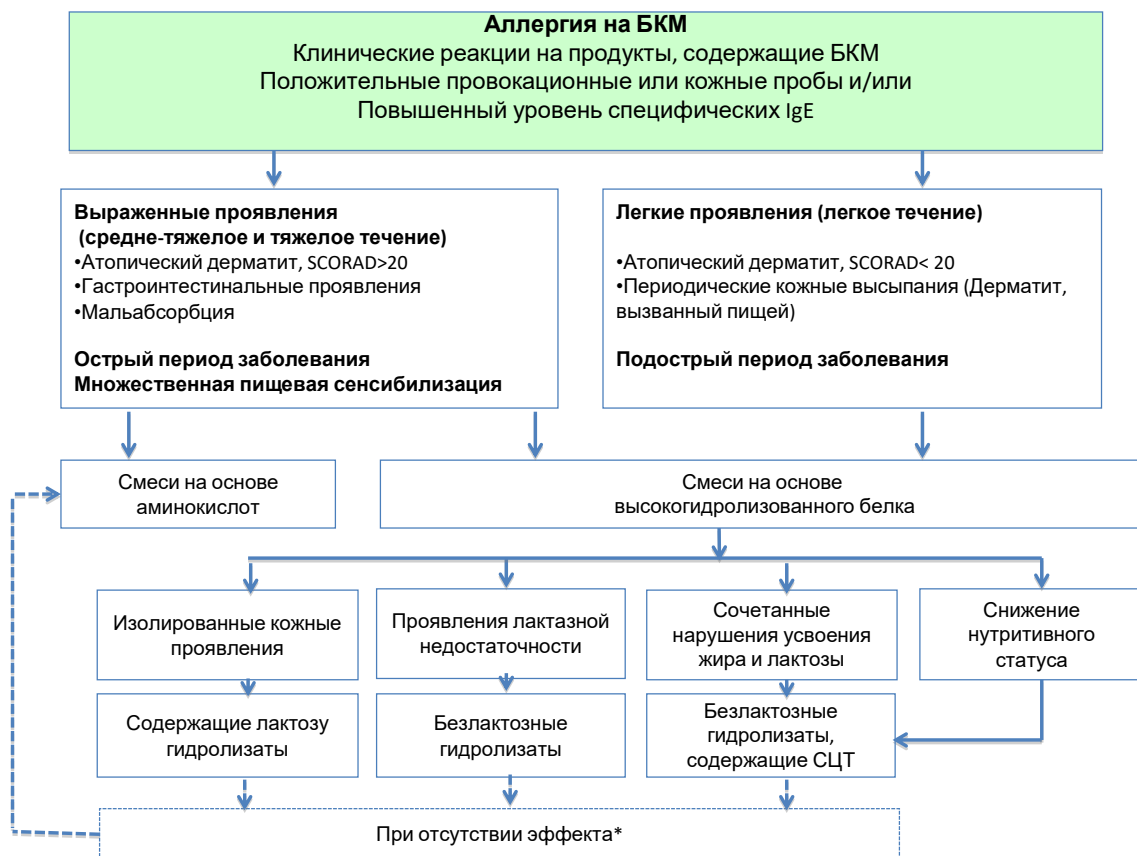 Аллергия на БКМ
Клинические реакции на продукты, содержащие БКМ
Положительные провокационные или кожные пробы и/или
Повышенный уровень специфических IgE
Выраженные проявления
(средне-тяжелое и тяжелое течение)
•Атопический дерматит, SCORAD>20
•Гастроинтестинальные проявления
•Мальабсорбция
Острый период заболевания
Множественная пищевая сенсибилизация
Легкие проявления (легкое течение)
•Атопический дерматит, SCORAD< 20
•Периодические кожные высыпания (Дерматит,
вызванный пищей)
Подострый период заболевания
Смеси на основе
аминокислот
Смеси на основе
высокогидролизованного белка
Изолированные кожные
проявления
Проявления лактазной
недостаточности
Сочетанные
нарушения усвоения
жира и лактозы
Снижение
нутритивного
статуса
Содержащие лактозу
гидролизаты
Безлактозные
гидролизаты
Безлактозные
гидролизаты,
содержащие СЦТ
При отсутствии эффекта*